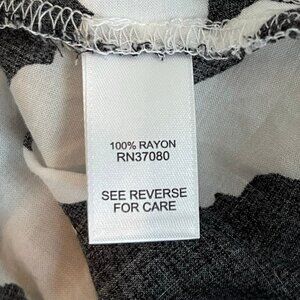 100% RAYON
RN37080
SEE REVERSE
FOR CARE